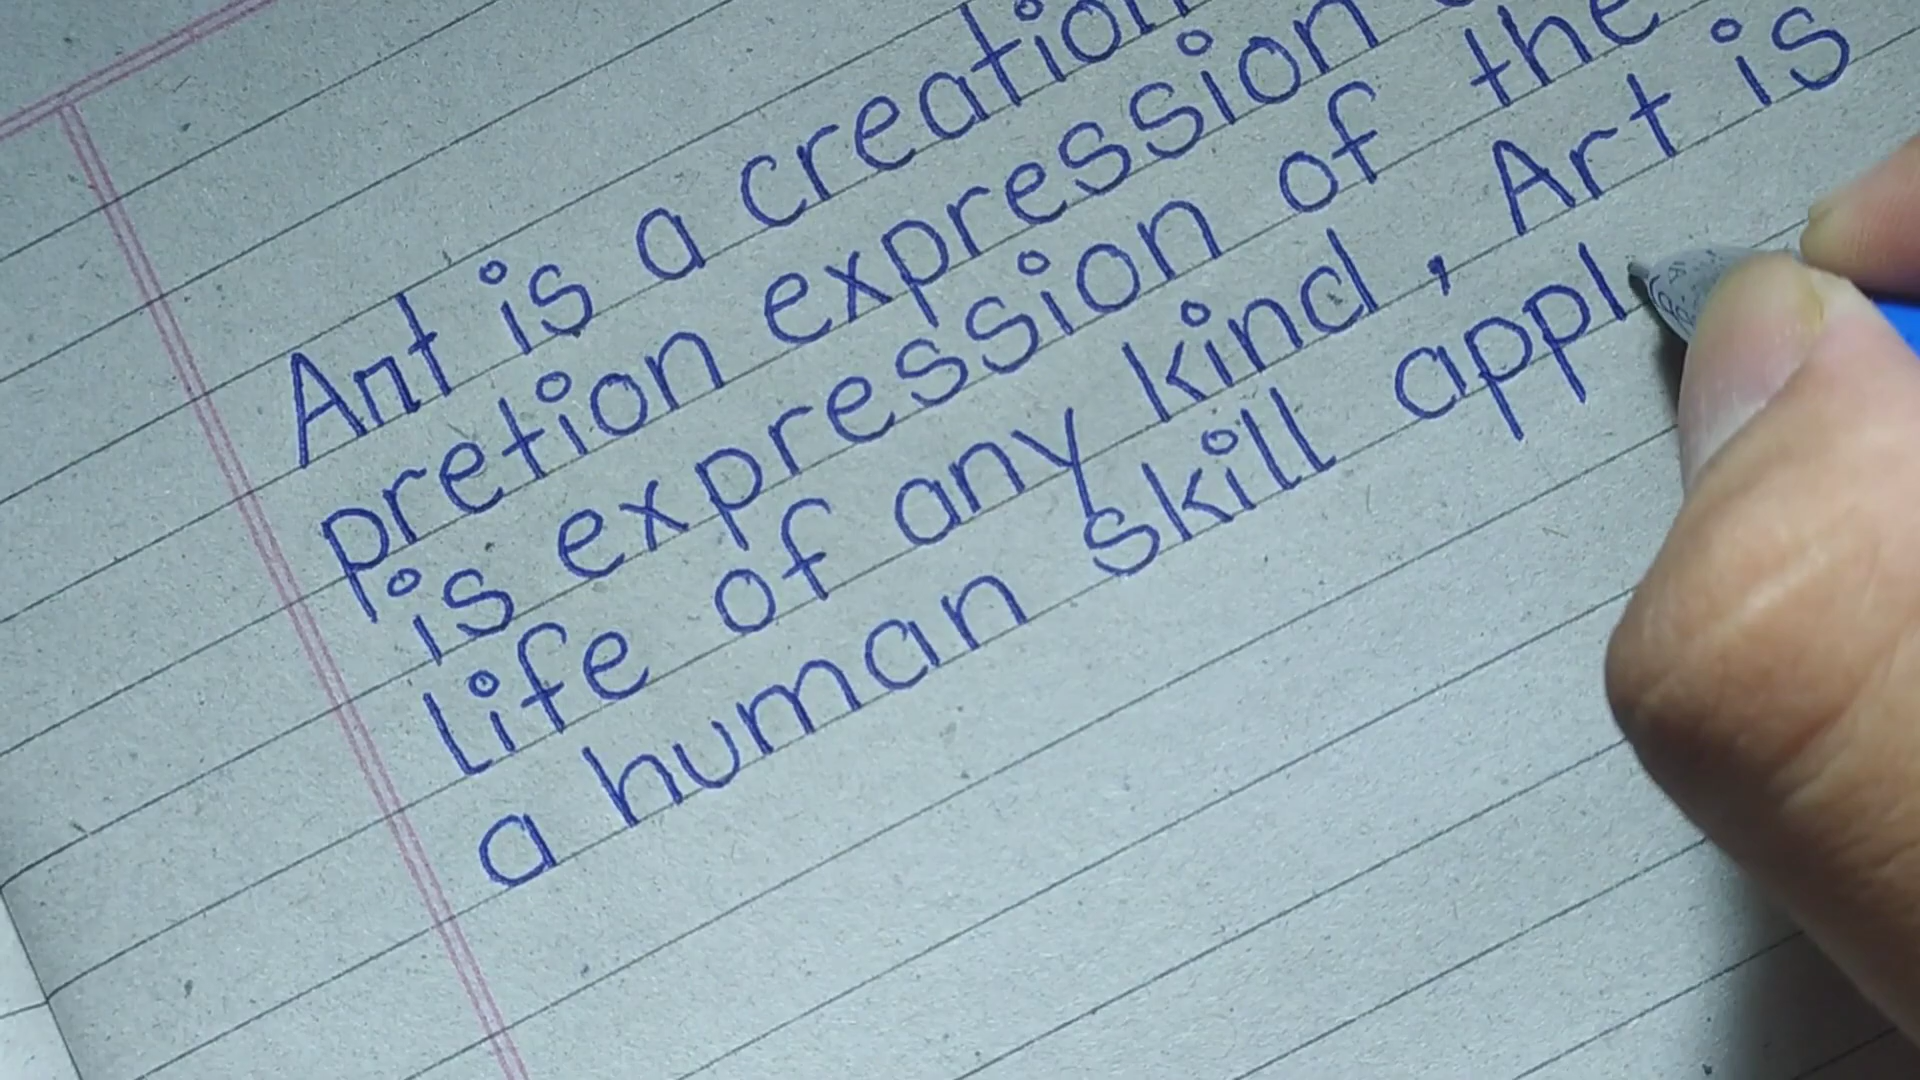 Ant is a creation
pretion expression
is expression of the
life of any kind, Art is
a human skill appl